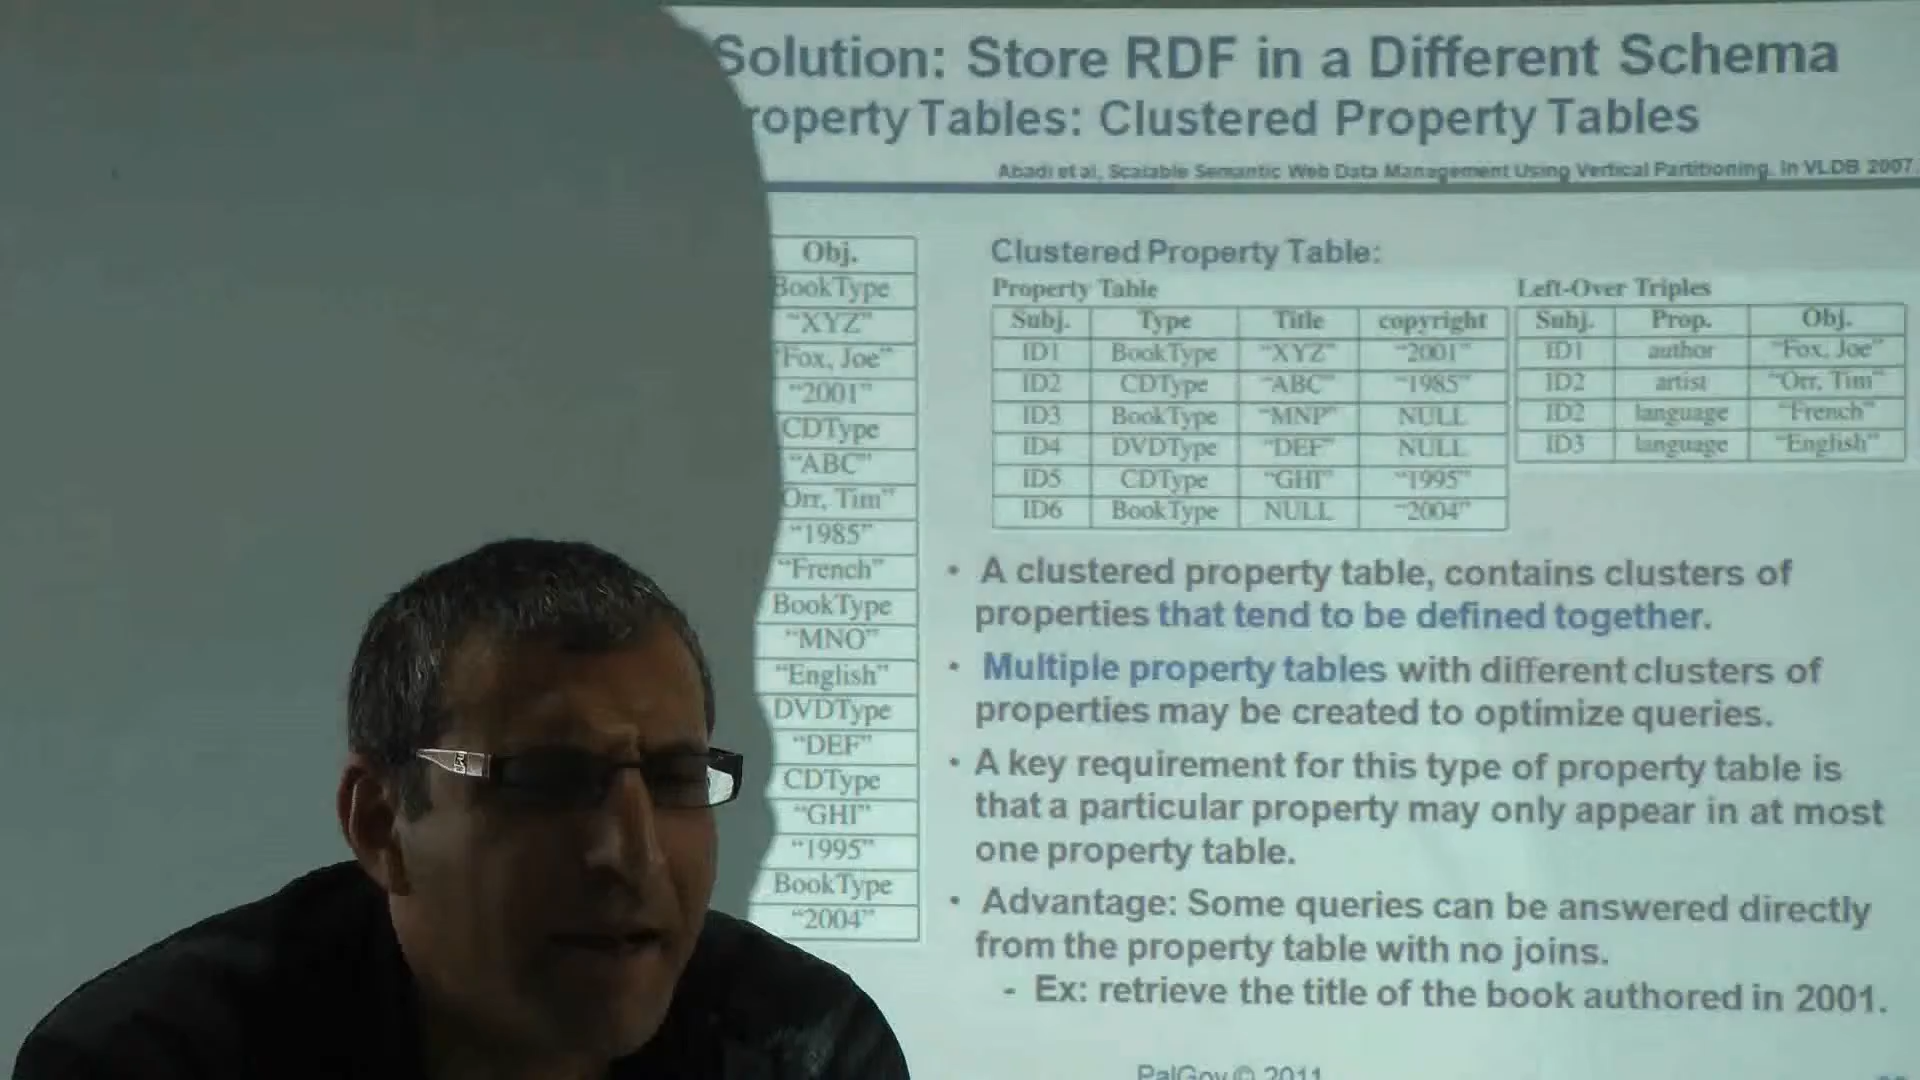 Solution: Store RDF in a Different Schema
roperty Tables: Clustered Property Tables
Abadi et al, Scalable Semantic Web Data Management Using Vertical Partitioning. In VLDB 2007.
Obj.
BookType
"XYZ"
"Fox, Joe"
"2001"
CDType
"ABC"
Orr, Tim"
"1985"
"French"
BookType
"MNO"
"English"
DVDType
"DEF"
CDType
"GHI"
"1995"
BookType
"2004"
Clustered Property Table:
Property Table
Subj. Type Title copyright
ID1 BookType "XYZ" "2001"
ID2 CDType "ABC" "1985"
ID3 BookType "MNP" NULL
ID4 DVDType "DEF" NULL
ID5 CDType "GHI" "1995"
ID6 BookType NULL "2004"
Left-Over Triples
Subj. Prop. Obj.
ID1 author "Fox, Joe"
ID2 artist "Orr, Tim"
ID2 language "French"
ID3 language "English"
• A clustered property table, contains clusters of
properties that tend to be defined together.
• Multiple property tables with different clusters of
properties may be created to optimize queries.
• A key requirement for this type of property table is
that a particular property may only appear in at most
one property table.
• Advantage: Some queries can be answered directly
from the property table with no joins.
- Ex: retrieve the title of the book authored in 2001.
PalGov © 2011